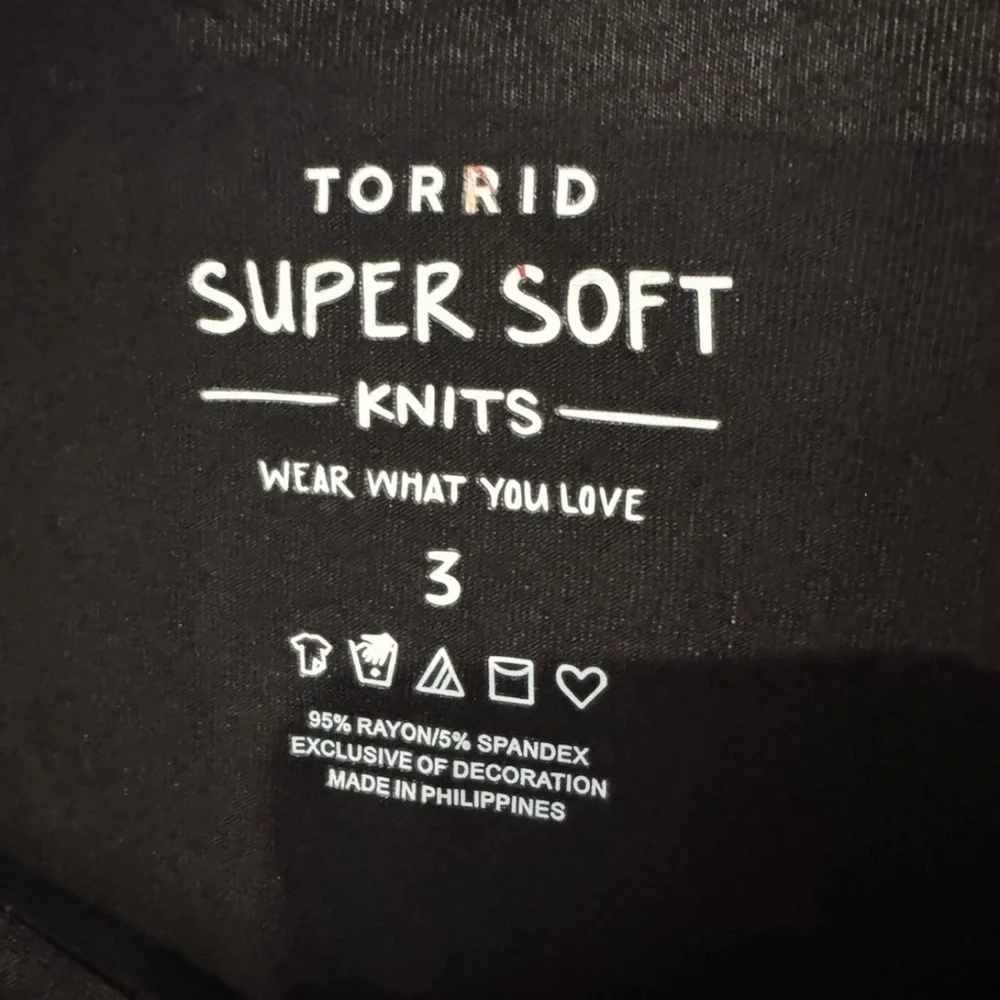 TORRID
SUPER SOFT
KNITS
WEAR WHAT YOU LOVE
3
95% RAYON/5% SPANDEX
EXCLUSIVE OF DECORATION
MADE IN PHILIPPINES